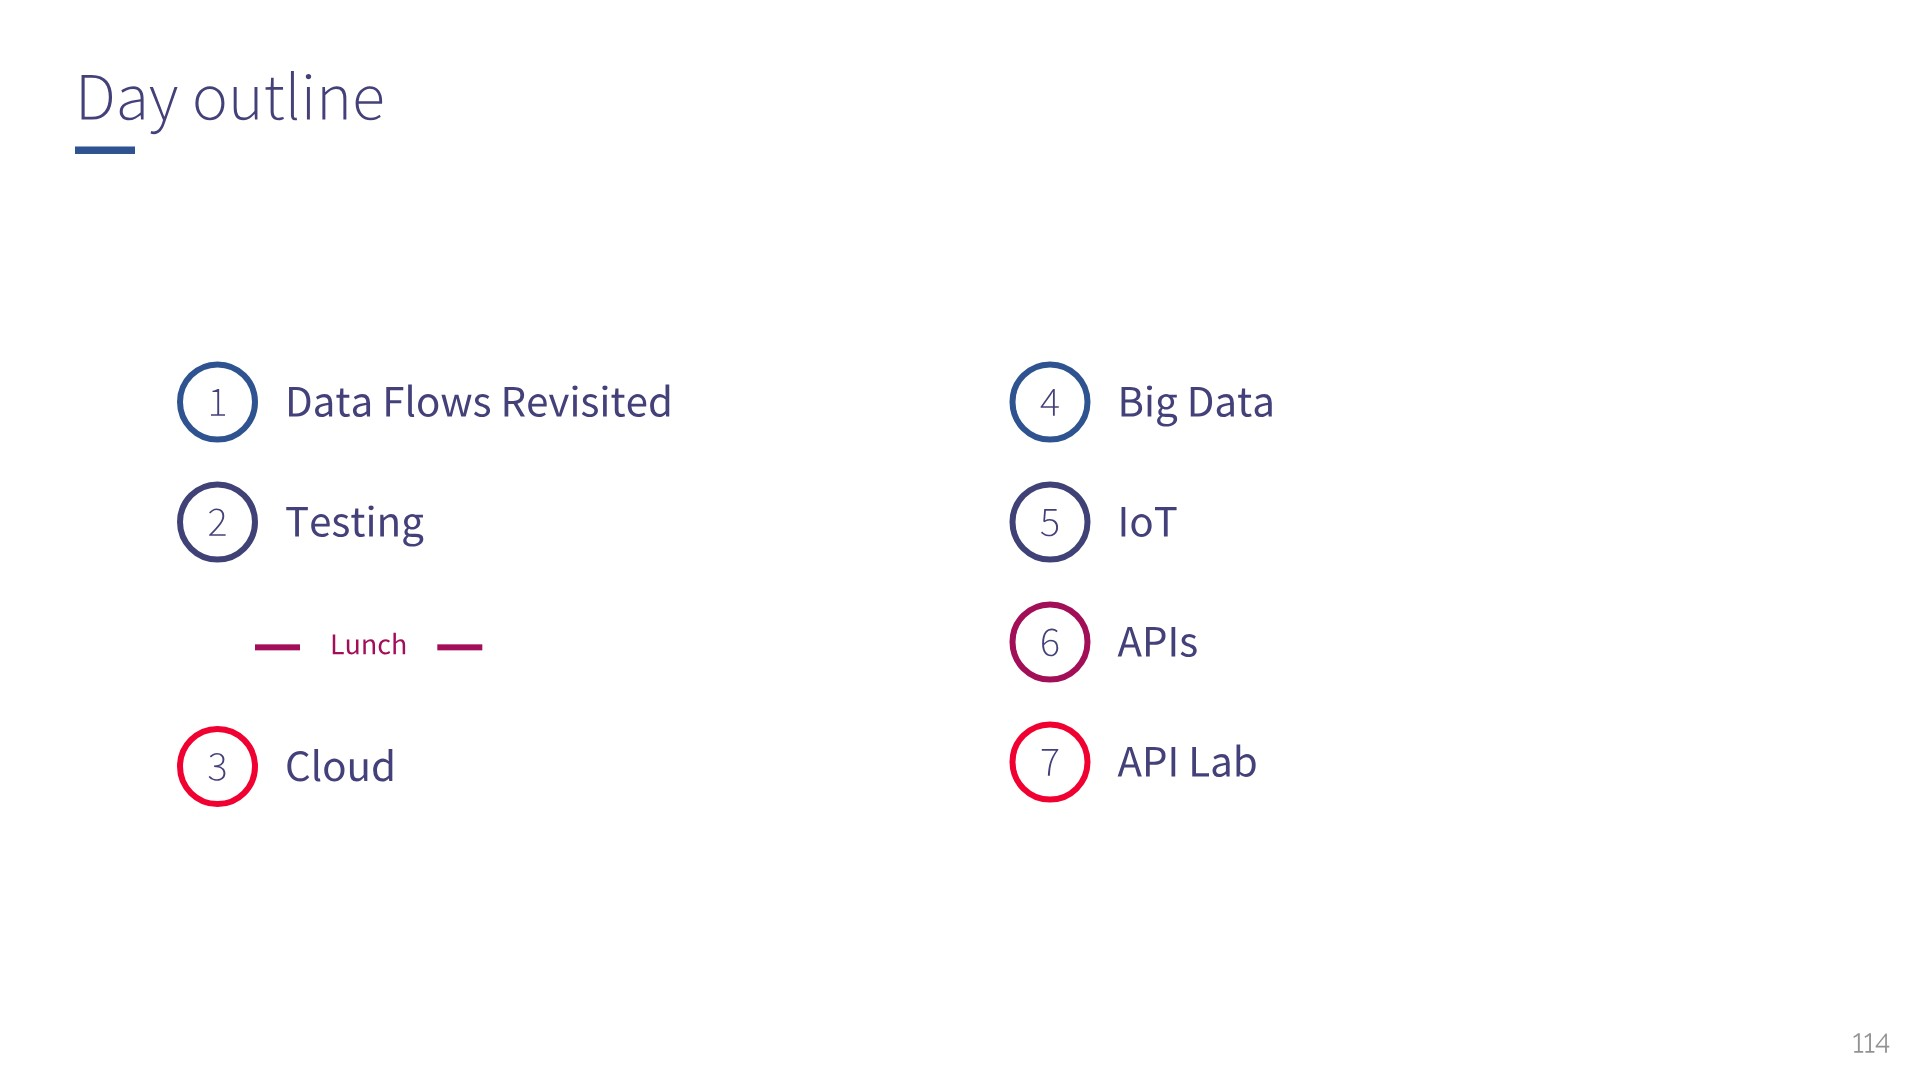 Day outline
1 Data Flows Revisited
2 Testing
Lunch
3 Cloud
4 Big Data
5 IoT
6 APIs
7 API Lab
114